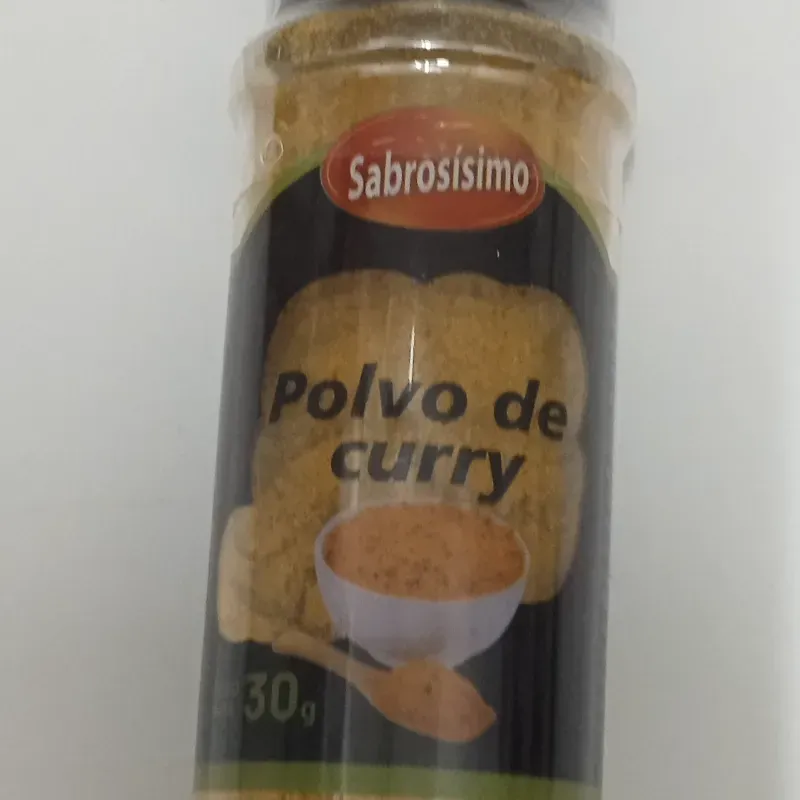 Sabrosísimo
Polvo de
curry
30g